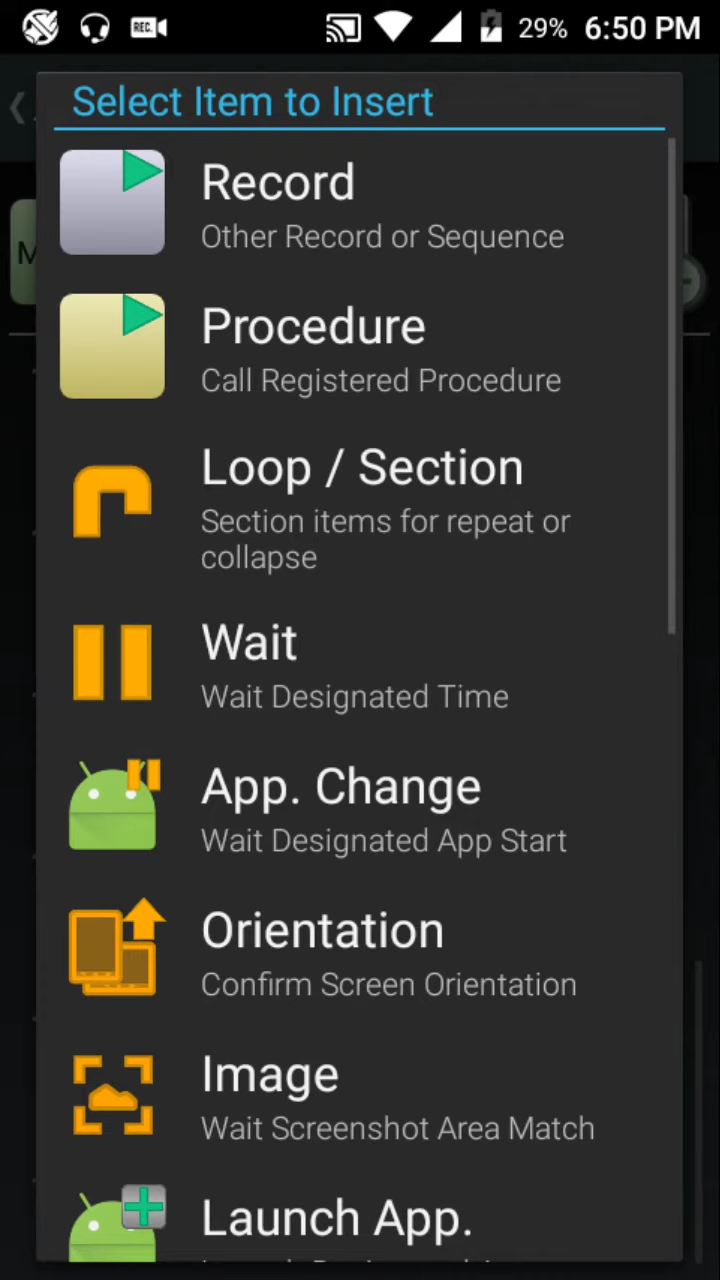 REC.
29% 6:50 PM
Select Item to Insert
M
Record
Other Record or Sequence
Procedure
Call Registered Procedure
Loop / Section
Section items for repeat or
collapse
Wait
Wait Designated Time
App. Change
Wait Designated App Start
Orientation
Confirm Screen Orientation
Image
Wait Screenshot Area Match
Launch App.